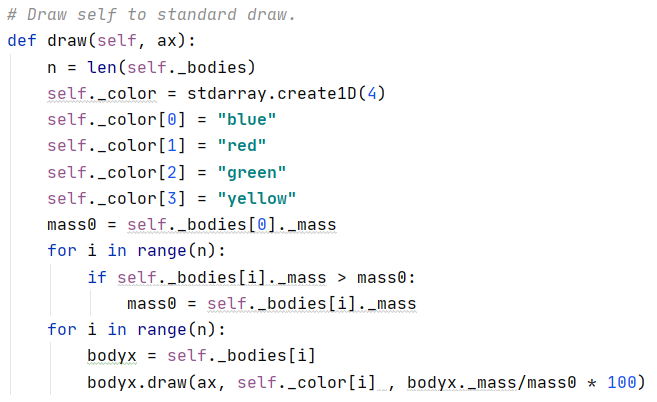 # Draw self to standard draw.
def draw(self, ax):
    n = len(self._bodies)
    self._color = stdarray.create1D(4)
    self._color[0] = "blue"
    self._color[1] = "red"
    self._color[2] = "green"
    self._color[3] = "yellow"
    mass0 = self._bodies[0]._mass
    for i in range(n):
        if self._bodies[i]._mass > mass0:
            mass0 = self._bodies[i]._mass
    for i in range(n):
        bodyx = self._bodies[i]
        bodyx.draw(ax, self._color[i] , bodyx._mass/mass0 * 100)